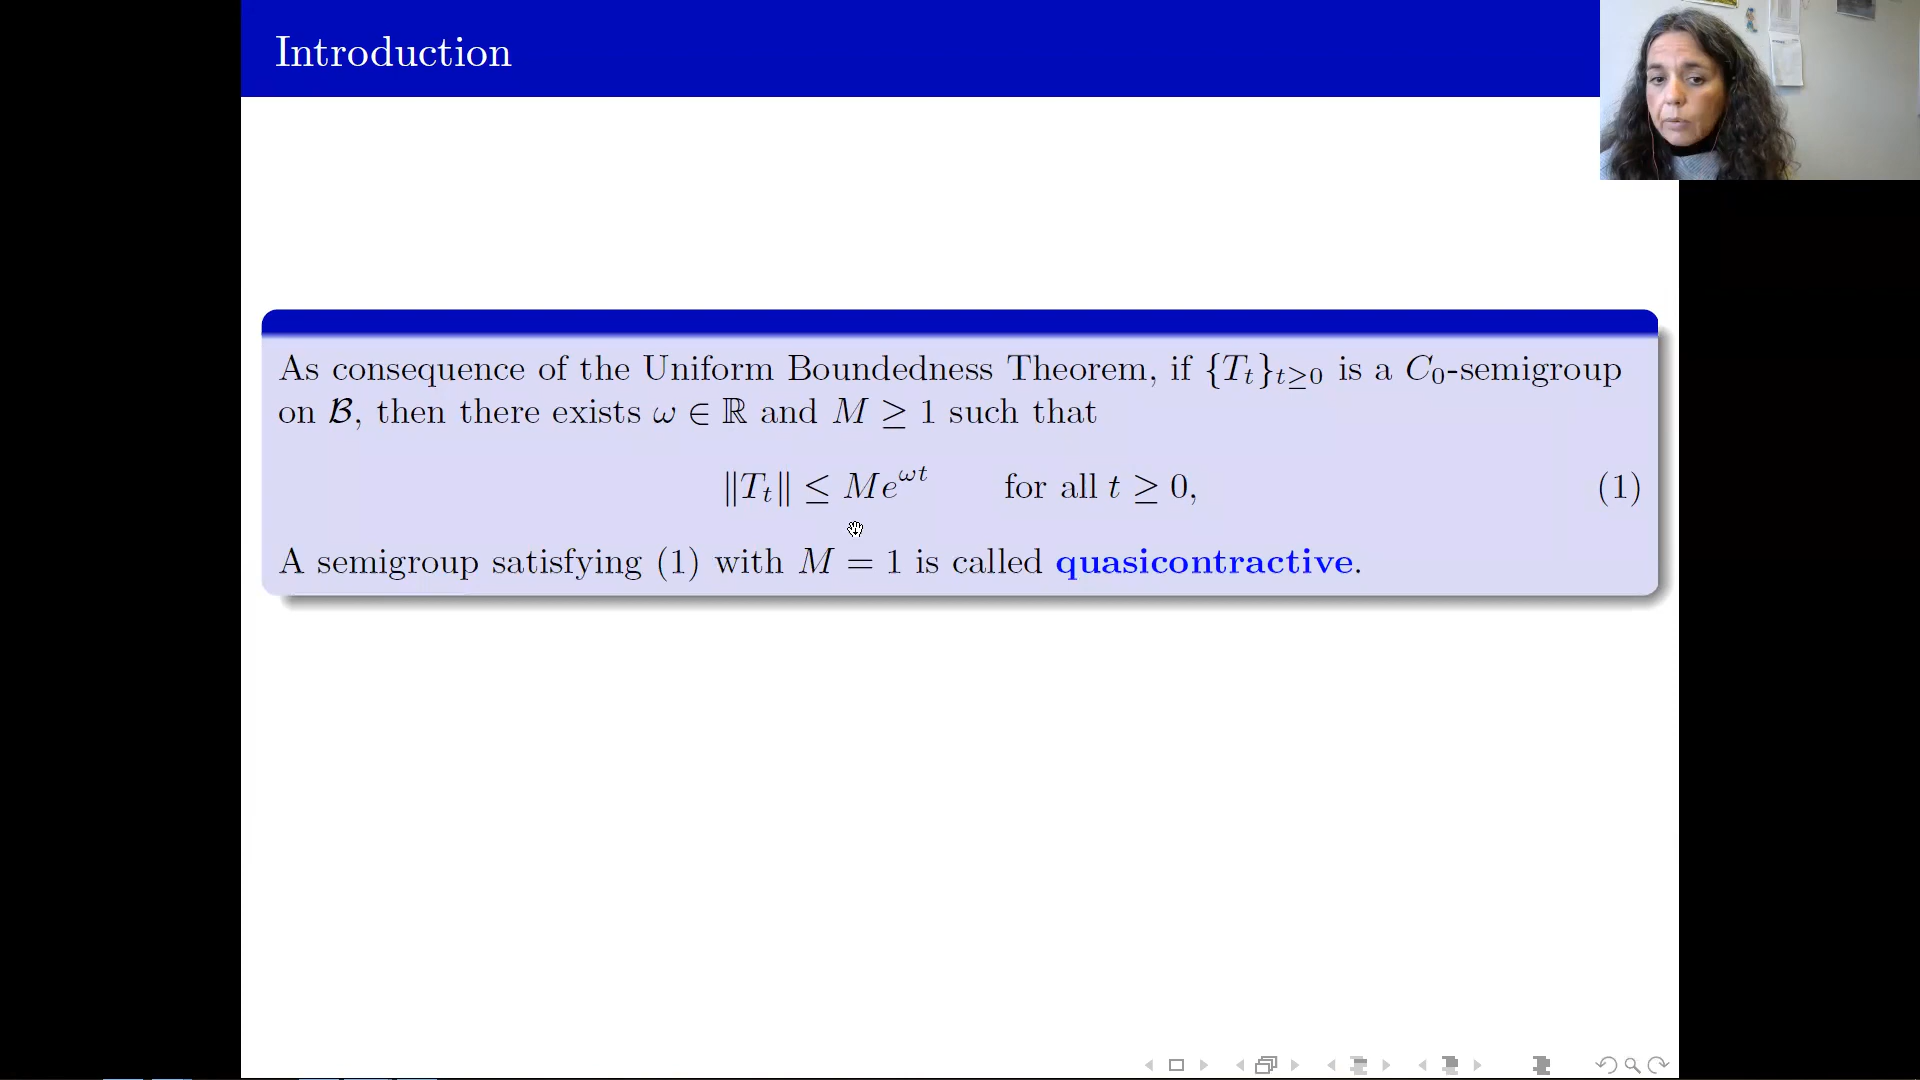 Introduction
As consequence of the Uniform Boundedness Theorem, if {T_t}_{t≥0} is a C_0-semigroup
on ℬ, then there exists ω ∈ ℝ and M ≥ 1 such that
‖T_t‖ ≤ Me^{ωt} for all t ≥ 0, (1)
A semigroup satisfying (1) with M = 1 is called quasicontractive.